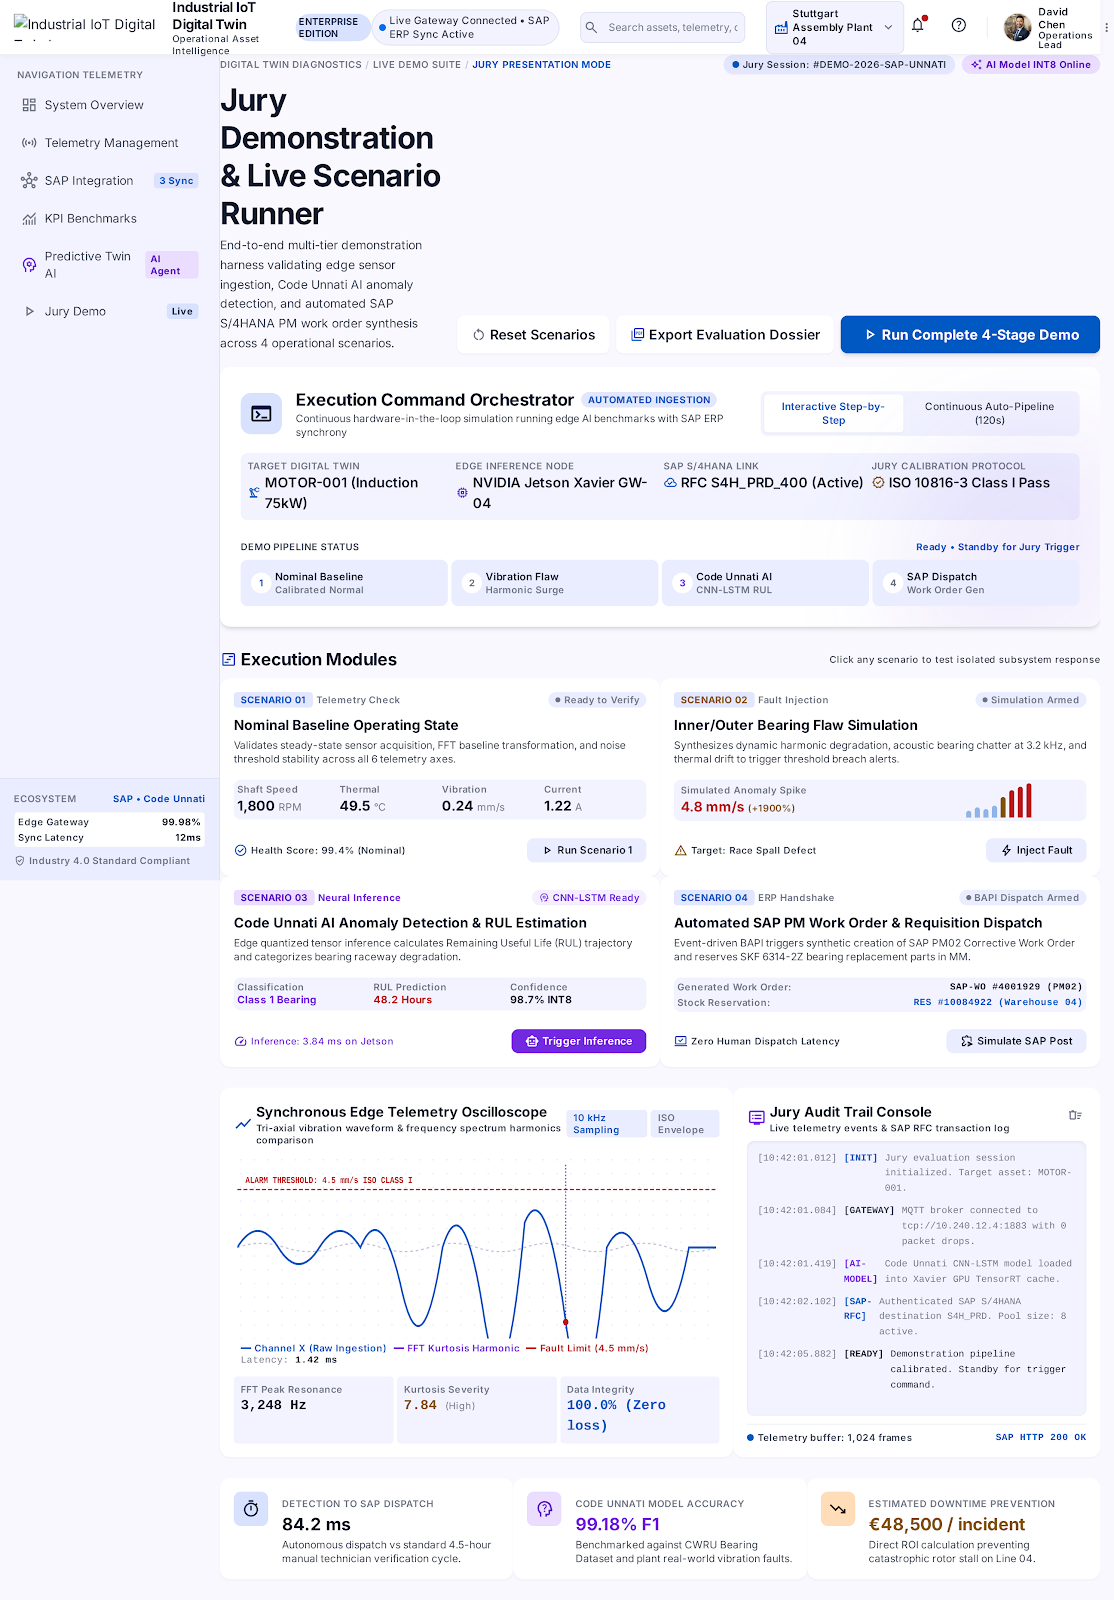 Industrial IoT Digital
Industrial IoT
Digital Twin
Operational Asset
Intelligence
ENTERPRISE
EDITION
Live Gateway Connected • SAP
ERP Sync Active
Search assets, telemetry, c
Stuttgart
Assembly Plant
04
David
Chen
Operations
Lead
NAVIGATION TELEMETRY
System Overview
Telemetry Management
SAP Integration
3 Sync
KPI Benchmarks
Predictive Twin
AI
AI
Agent
Jury Demo
Live
ECOSYSTEM
SAP • Code Unnati
Edge Gateway
99.98%
Sync Latency
12ms
Industry 4.0 Standard Compliant
DIGITAL TWIN DIAGNOSTICS / LIVE DEMO SUITE / JURY PRESENTATION MODE
Jury Session: #DEMO-2026-SAP-UNNATI
AI Model INT8 Online
Jury
Demonstration
& Live Scenario
Runner
End-to-end multi-tier demonstration
harness validating edge sensor
ingestion, Code Unnati AI anomaly
detection, and automated SAP
S/4HANA PM work order synthesis
across 4 operational scenarios.
Reset Scenarios
Export Evaluation Dossier
Run Complete 4-Stage Demo
Execution Command Orchestrator
AUTOMATED INGESTION
Continuous hardware-in-the-loop simulation running edge AI benchmarks with SAP ERP
synchrony
Interactive Step-by-
Step
Continuous Auto-Pipeline
(120s)
TARGET DIGITAL TWIN
MOTOR-001 (Induction
75kW)
EDGE INFERENCE NODE
NVIDIA Jetson Xavier GW-
04
SAP S/4HANA LINK
RFC S4H_PRD_400 (Active)
JURY CALIBRATION PROTOCOL
ISO 10816-3 Class I Pass
DEMO PIPELINE STATUS
Ready • Standby for Jury Trigger
1
Nominal Baseline
Calibrated Normal
2
Vibration Flaw
Harmonic Surge
3
Code Unnati AI
CNN-LSTM RUL
4
SAP Dispatch
Work Order Gen
Execution Modules
Click any scenario to test isolated subsystem response
SCENARIO 01
Telemetry Check
Ready to Verify
Nominal Baseline Operating State
Validates steady-state sensor acquisition, FFT baseline transformation, and noise
threshold stability across all 6 telemetry axes.
Shaft Speed
1,800 RPM
Thermal
49.5 °C
Vibration
0.24 mm/s
Current
1.22 A
Health Score: 99.4% (Nominal)
Run Scenario 1
SCENARIO 02
Fault Injection
Simulation Armed
Inner/Outer Bearing Flaw Simulation
Synthesizes dynamic harmonic degradation, acoustic bearing chatter at 3.2 kHz, and
thermal drift to trigger threshold breach alerts.
Simulated Anomaly Spike
4.8 mm/s (+1900%)
Target: Race Spall Defect
Inject Fault
SCENARIO 03
Neural Inference
CNN-LSTM Ready
Code Unnati AI Anomaly Detection & RUL Estimation
Edge quantized tensor inference calculates Remaining Useful Life (RUL) trajectory
and categorizes bearing raceway degradation.
Classification
Class 1 Bearing
RUL Prediction
48.2 Hours
Confidence
98.7% INT8
Inference: 3.84 ms on Jetson
Trigger Inference
SCENARIO 04
ERP Handshake
BAPI Dispatch Armed
Automated SAP PM Work Order & Requisition Dispatch
Event-driven BAPI triggers synthetic creation of SAP PM02 Corrective Work Order
and reserves SKF 6314-2Z bearing replacement parts in MM.
Generated Work Order:
SAP-WO #4001929 (PM02)
Stock Reservation:
RES #10084922 (Warehouse 04)
Zero Human Dispatch Latency
Simulate SAP Post
Synchronous Edge Telemetry Oscilloscope
Tri-axial vibration waveform & frequency spectrum harmonics
comparison
10 kHz
Sampling
ISO
Envelope
ALARM THRESHOLD: 4.5 mm/s ISO CLASS I
Channel X (Raw Ingestion)
FFT Kurtosis Harmonic
Fault Limit (4.5 mm/s)
Latency: 1.42 ms
FFT Peak Resonance
3,248 Hz
Kurtosis Severity
7.84 (High)
Data Integrity
100.0% (Zero
loss)
Jury Audit Trail Console
Live telemetry events & SAP RFC transaction log
[10:42:01.012] [INIT] Jury evaluation session
initialized. Target asset: MOTOR-
001.
[10:42:01.084] [GATEWAY] MQTT broker connected to
tcp://10.240.12.4:1883 with 0
packet drops.
[10:42:01.419] [AI- Code Unnati CNN-LSTM model loaded
MODEL] into Xavier GPU TensorRT cache.
[10:42:02.102] [SAP- Authenticated SAP S/4HANA
RFC] destination S4H_PRD. Pool size: 8
active.
[10:42:05.882] [READY] Demonstration pipeline
calibrated. Standby for trigger
command.
Telemetry buffer: 1,024 frames
SAP HTTP 200 OK
DETECTION TO SAP DISPATCH
84.2 ms
Autonomous dispatch vs standard 4.5-hour
manual technician verification cycle.
CODE UNNATI MODEL ACCURACY
99.18% F1
Benchmarked against CWRU Bearing
Dataset and plant real-world vibration faults.
ESTIMATED DOWNTIME PREVENTION
€48,500 / incident
Direct ROI calculation preventing
catastrophic rotor stall on Line 04.